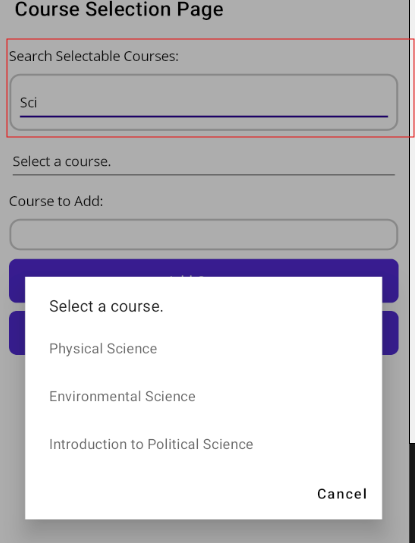 Course Selection Page
Search Selectable Courses:
Sci
Select a course.
Course to Add:
Select a course.
Physical Science
Environmental Science
Introduction to Political Science
Cancel